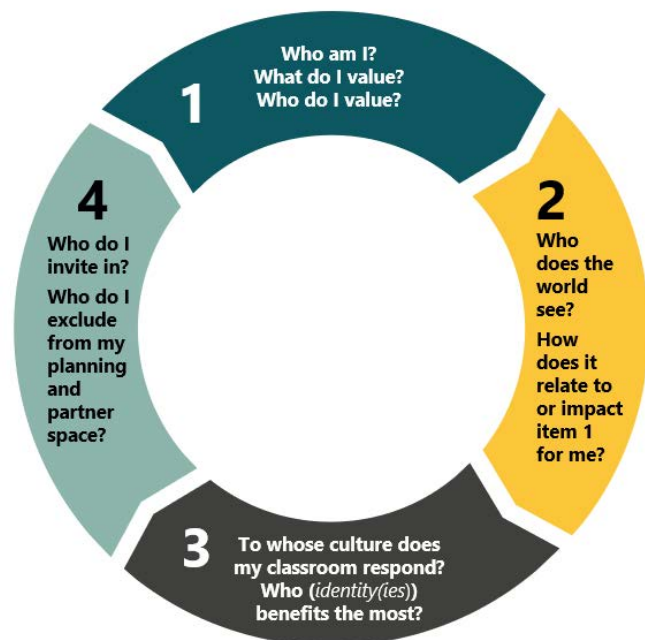 1
Who am I?
What do I value?
Who do I value?
2
Who
does the
world
see?
How
does it
relate to
or impact
item 1
for me?
3
To whose culture does
my classroom respond?
Who (identity(ies))
benefits the most?
4
Who do I
invite in?
Who do I
exclude
from my
planning
and
partner
space?